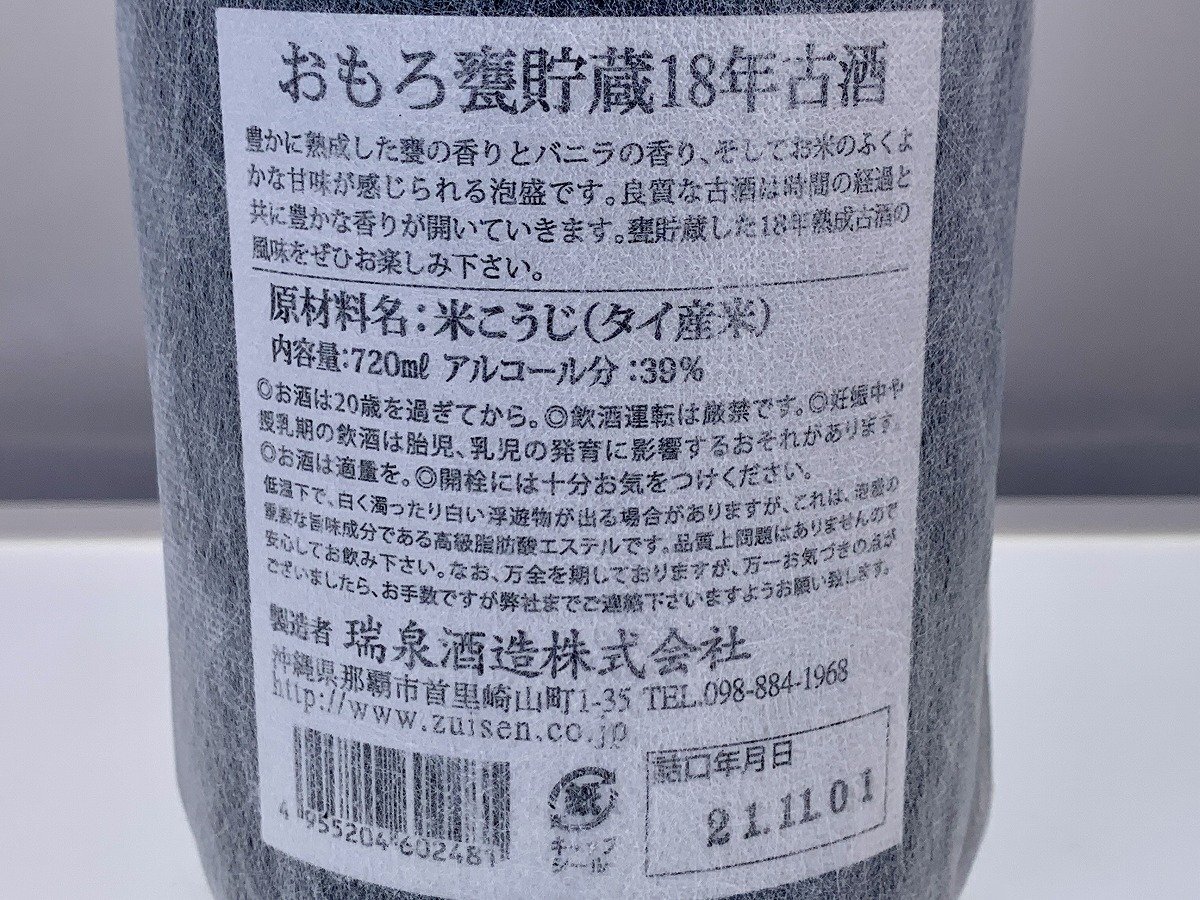 おもろ甕貯蔵18年古酒
豊かに熟成した甕の香りとバニラの香り、そしてお米のふくよ
かな甘味が感じられる泡盛です。良質な古酒は時間の経過と
共に豊かな香りが開いていきます。甕貯蔵した18年熟成古酒の
風味をぜひお楽しみ下さい。
原材料名：米こうじ（タイ産米）
内容量：720㎖ アルコール分：39％
◎お酒は20歳を過ぎてから。◎飲酒運転は厳禁です。◎妊娠中や
授乳期の飲酒は胎児、乳児の発育に影響するおそれがあります。
◎お酒は適量を。◎開栓には十分お気をつけください。
低温下で、白く濁ったり白い浮遊物が出る場合がありますが、これは、泡盛の
重要な旨味成分である高級脂肪酸エステルです。品質上問題はありませんので
安心してお飲み下さい。なお、万全を期しておりますが、万一お気づきの点が
ございましたら、お手数ですが弊社までご連絡下さいますようお願い致します。
製造者 瑞泉酒造株式会社
沖縄県那覇市首里崎山町1-35 TEL.098-884-1968
http://www.zuisen.co.jp
4 955204 602481
紙
キャップ
シール
詰口年月日
21.11.01